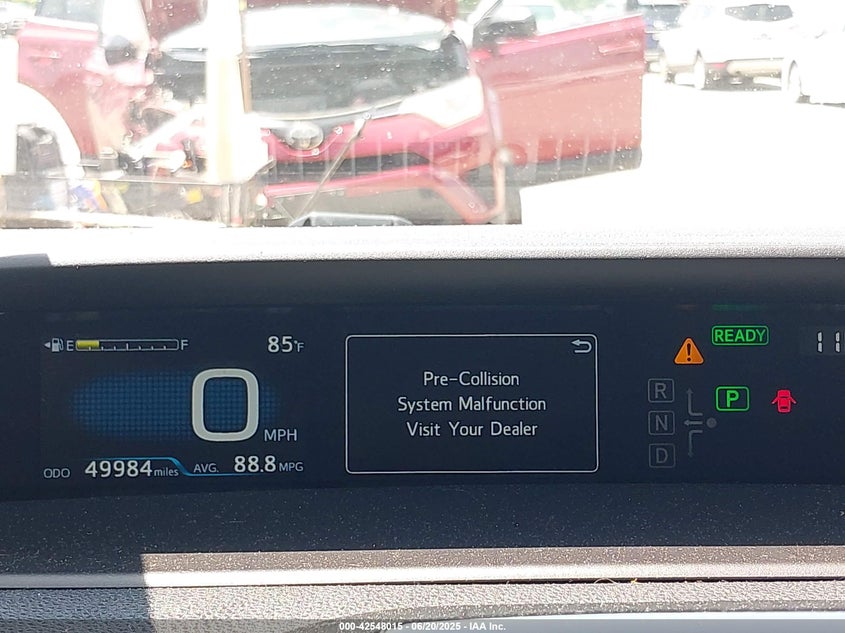 E F
85°F
0
MPH
ODO 49984 miles AVG. 88.8 MPG
Pre-Collision
System Malfunction
Visit Your Dealer
READY
11
R
N
D
P
000-42548015 - 06/20/2025 - IAA Inc.